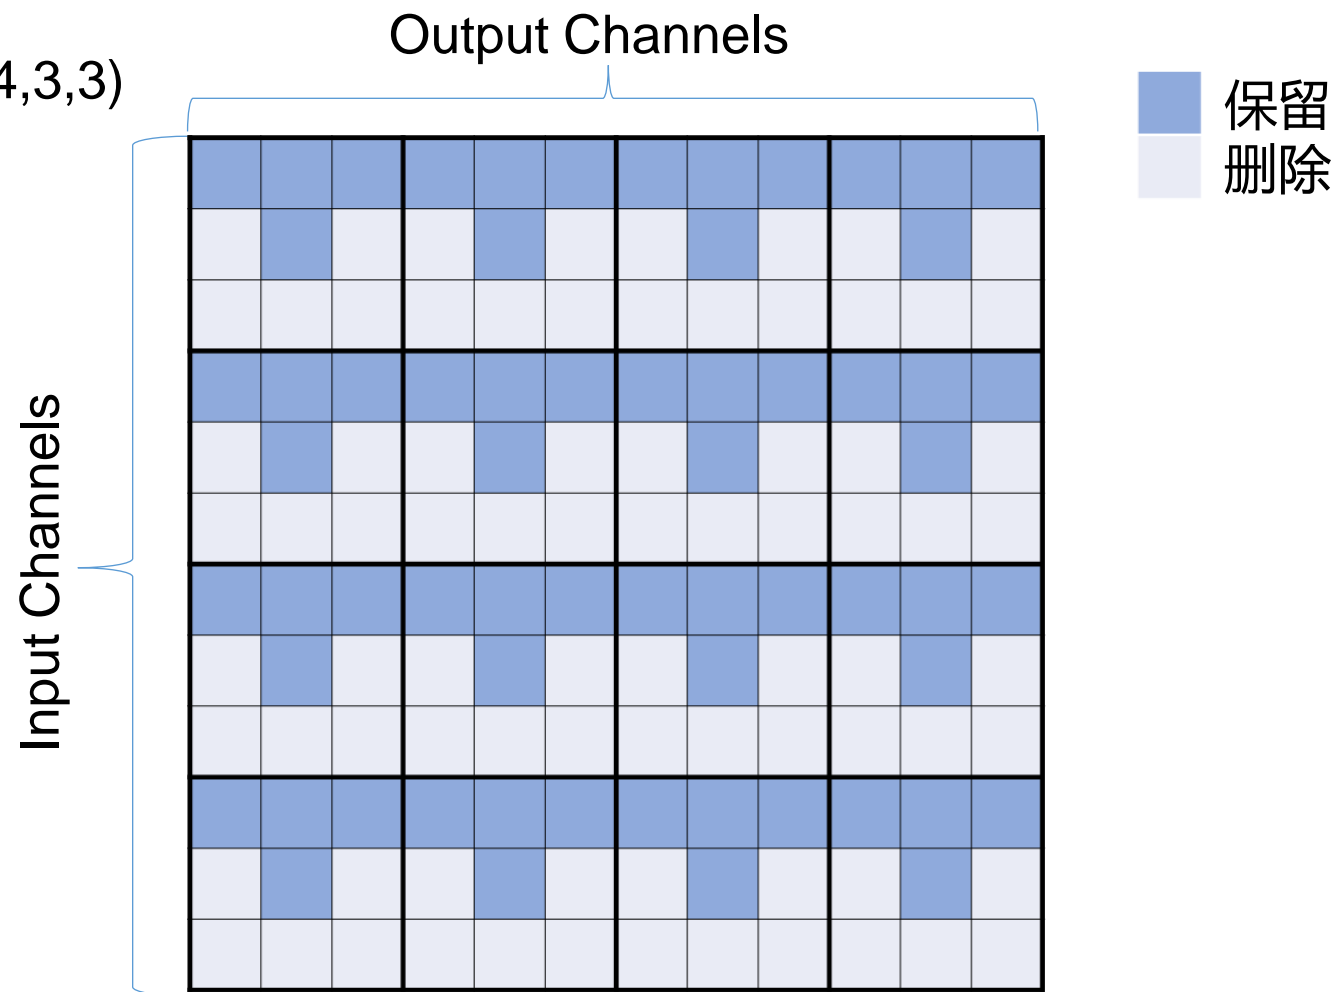 Output Channels
4,3,3)
保留
删除
Input Channels